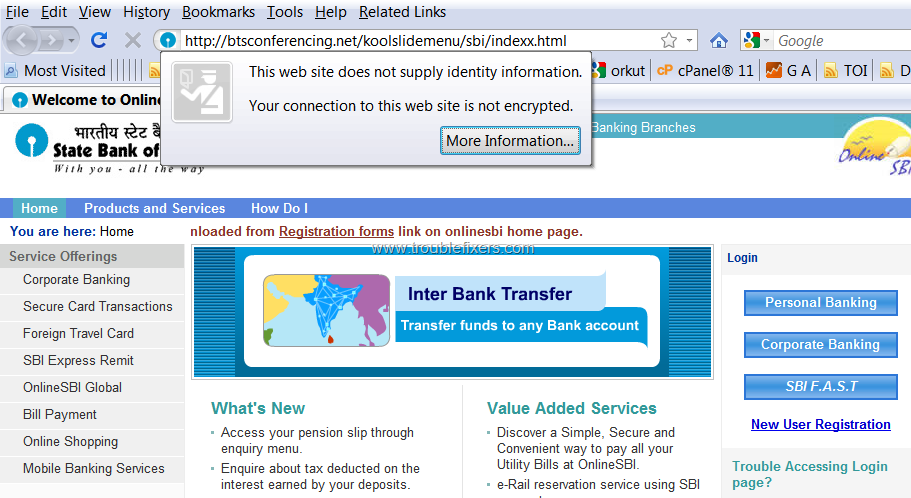 File Edit View History Bookmarks Tools Help Related Links
http://btsconferencing.net/koolslidemenu/sbi/indexx.html
Google
Most Visited
orkut cPanel® 11 G A TOI D
Welcome to Onlin
This web site does not supply identity information.
Your connection to this web site is not encrypted.
More Information...
Banking Branches
भारतीय स्टेट
State Bank of
With you - all the way
Online SBI
Home Products and Services How Do I
You are here: Home
nloaded from Registration forms link on onlinesbi home page.
www.troublefixers.com
Service Offerings
Corporate Banking
Secure Card Transactions
Foreign Travel Card
SBI Express Remit
OnlineSBI Global
Bill Payment
Online Shopping
Mobile Banking Services
Inter Bank Transfer
Transfer funds to any Bank account
What's New
Access your pension slip through
enquiry menu.
Enquire about tax deducted on the
interest earned by your deposits.
Value Added Services
Discover a Simple, Secure and
Convenient way to pay all your
Utility Bills at OnlineSBI.
e-Rail reservation service using SBI
Login
Personal Banking
Corporate Banking
SBI F.A.S.T
New User Registration
Trouble Accessing Login
page?